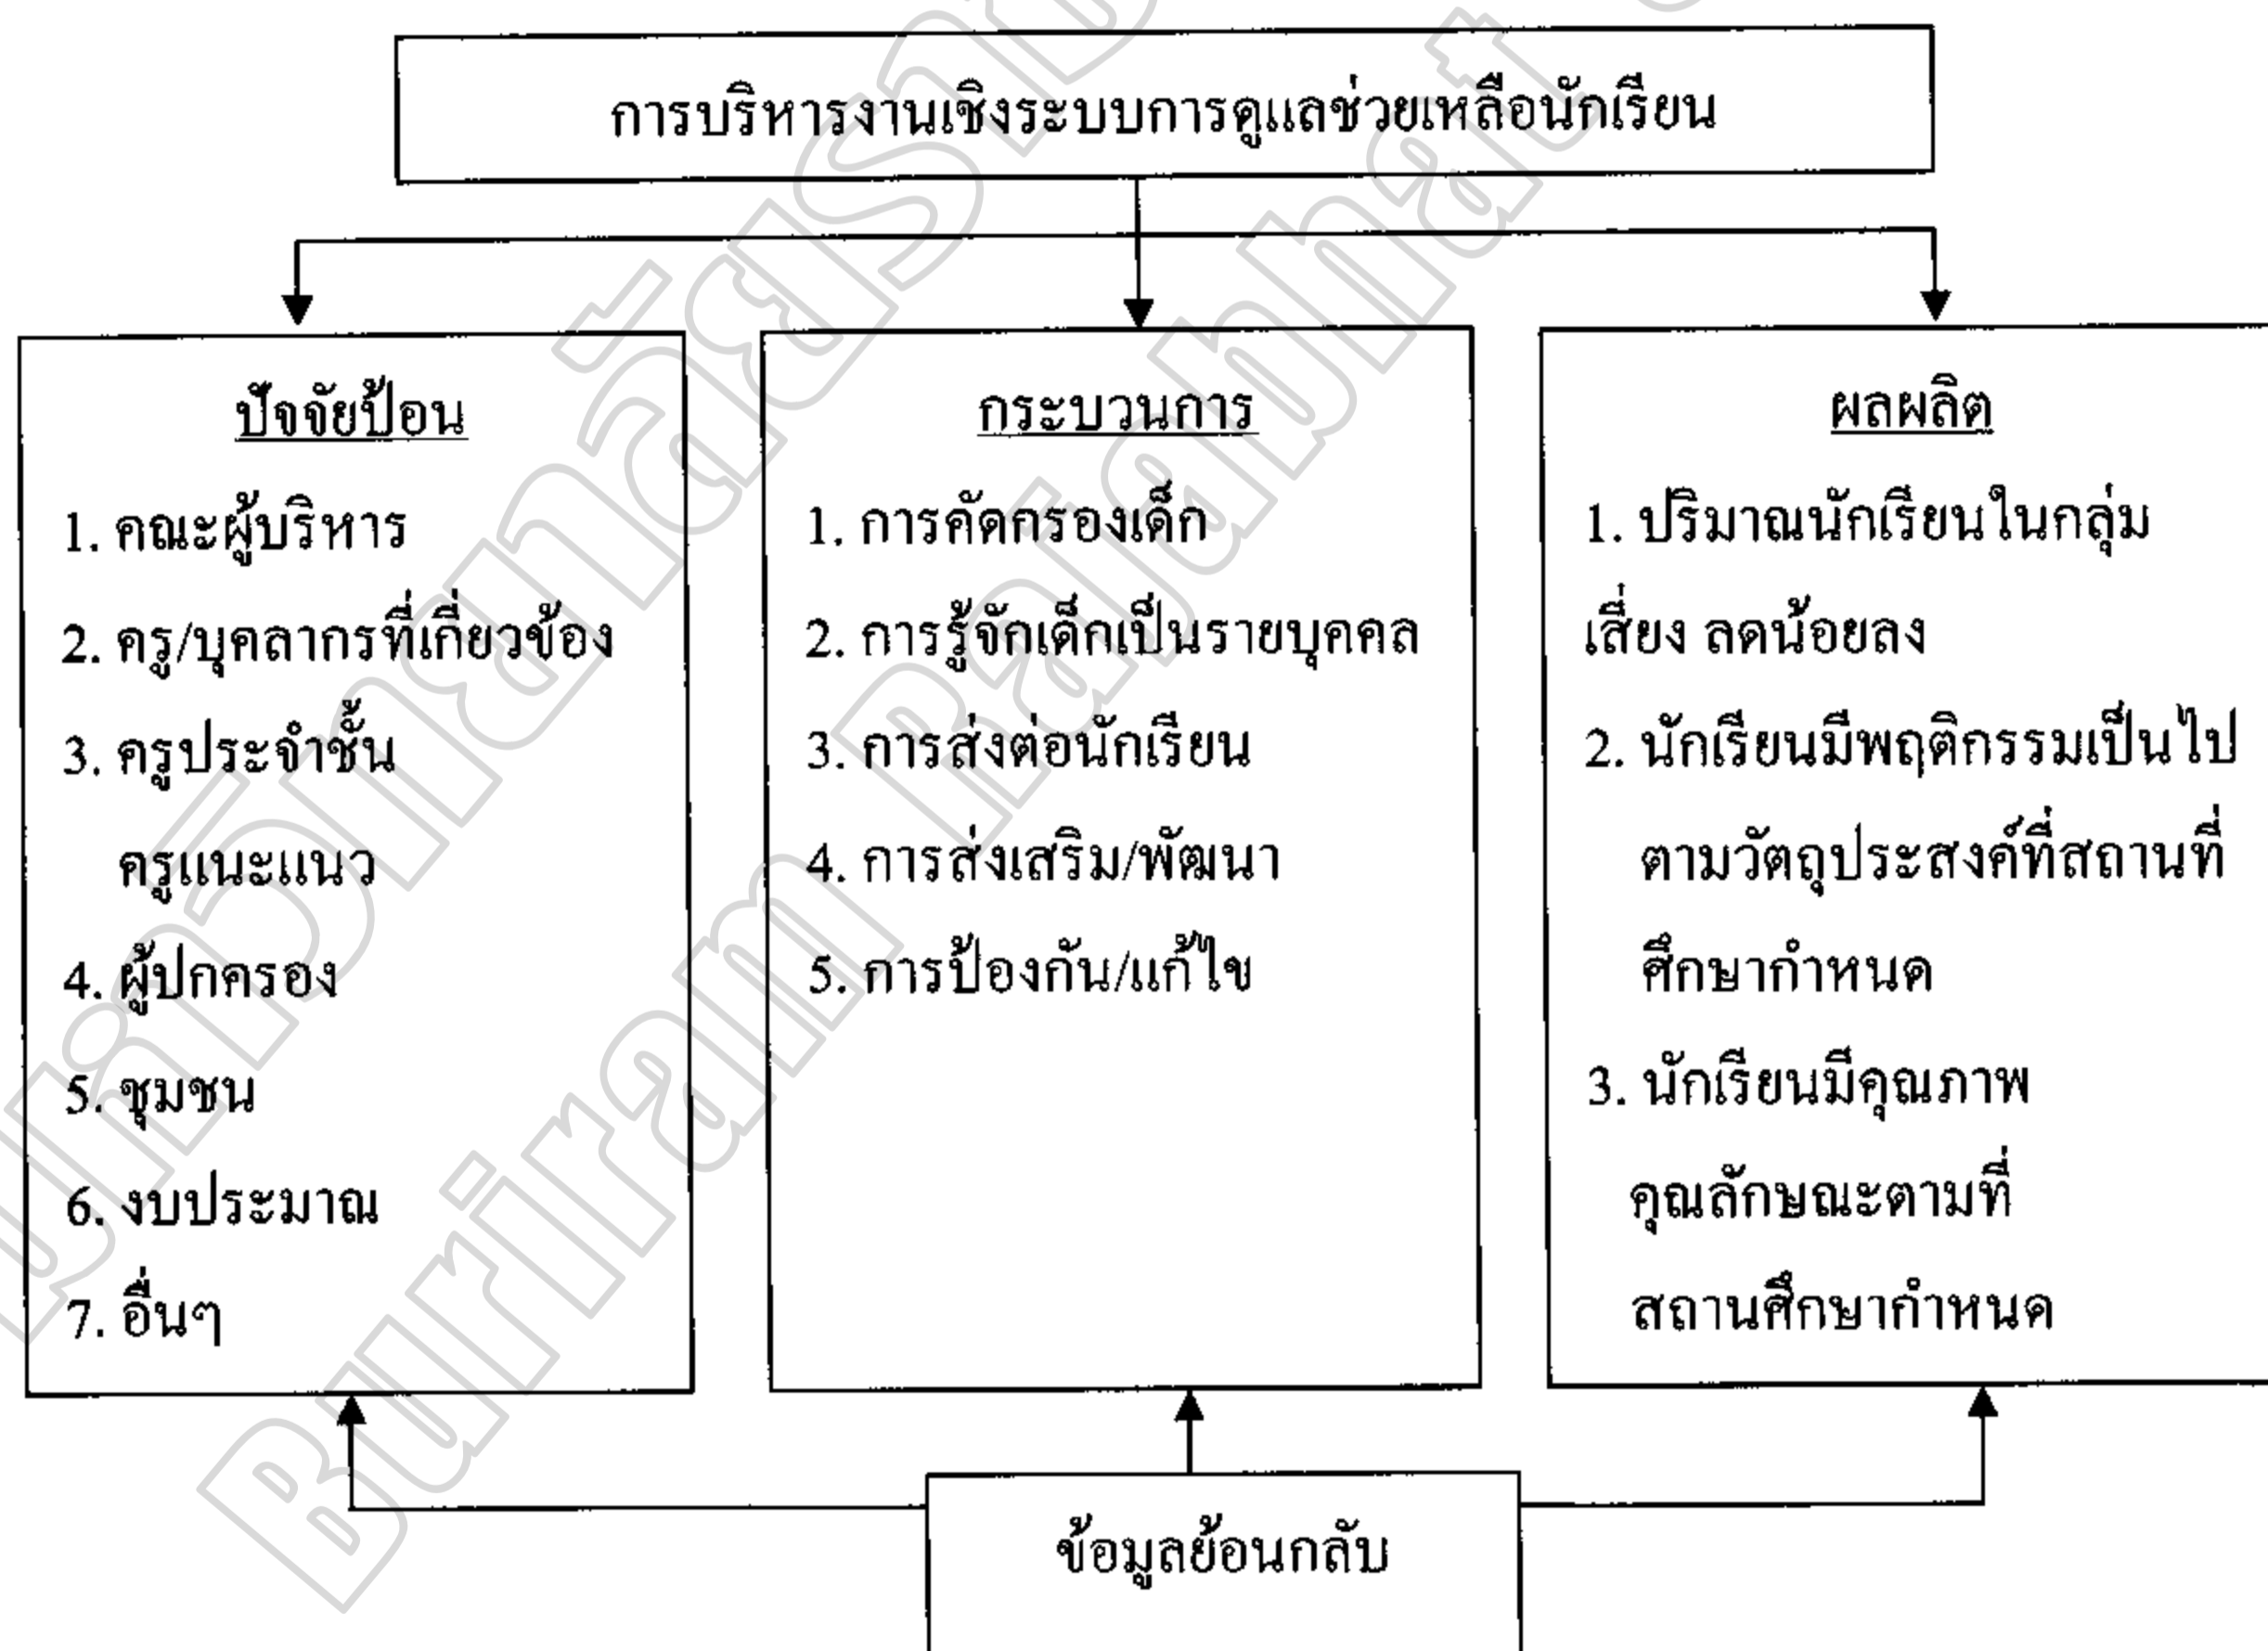 การบริหารงานเชิงระบบการดูแลช่วยเหลือนักเรียน
ปัจจัยป้อน
1. คณะผู้บริหาร
2. ครู/บุคลากรที่เกี่ยวข้อง
3. ครูประจำชั้น
ครูแนะแนว
4. ผู้ปกครอง
5. ชุมชน
6. งบประมาณ
7. อื่นๆ
กระบวนการ
1. การคัดกรองเด็ก
2. การรู้จักเด็กเป็นรายบุคคล
3. การส่งต่อนักเรียน
4. การส่งเสริม/พัฒนา
5. การป้องกัน/แก้ไข
ผลผลิต
1. ปริมาณนักเรียนในกลุ่ม
เสี่ยง ลดน้อยลง
2. นักเรียนมีพฤติกรรมเป็นไป
ตามวัตถุประสงค์ที่สถานที่
ศึกษากำหนด
3. นักเรียนมีคุณภาพ
คุณลักษณะตามที่
สถานศึกษากำหนด
ข้อมูลย้อนกลับ
Buriram Rajabhat